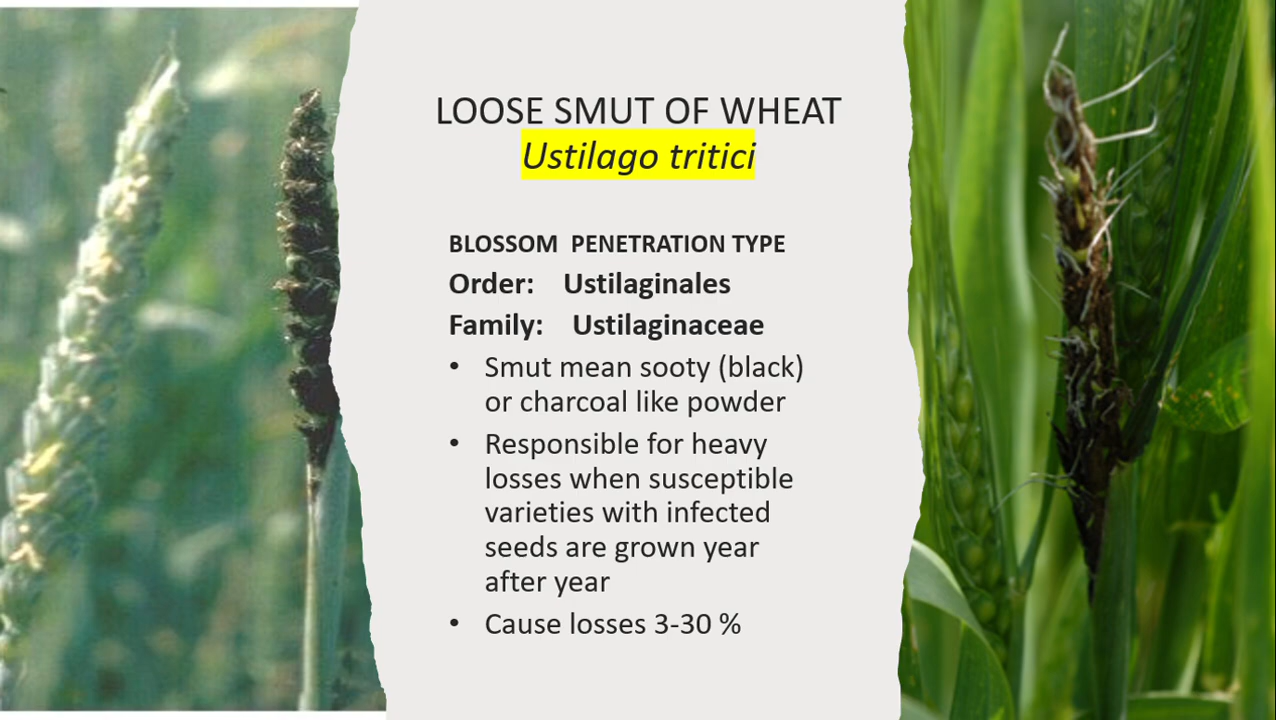 LOOSE SMUT OF WHEAT
Ustilago tritici
BLOSSOM PENETRATION TYPE
Order: Ustilaginales
Family: Ustilaginaceae
• Smut mean sooty (black)
or charcoal like powder
• Responsible for heavy
losses when susceptible
varieties with infected
seeds are grown year
after year
• Cause losses 3-30 %